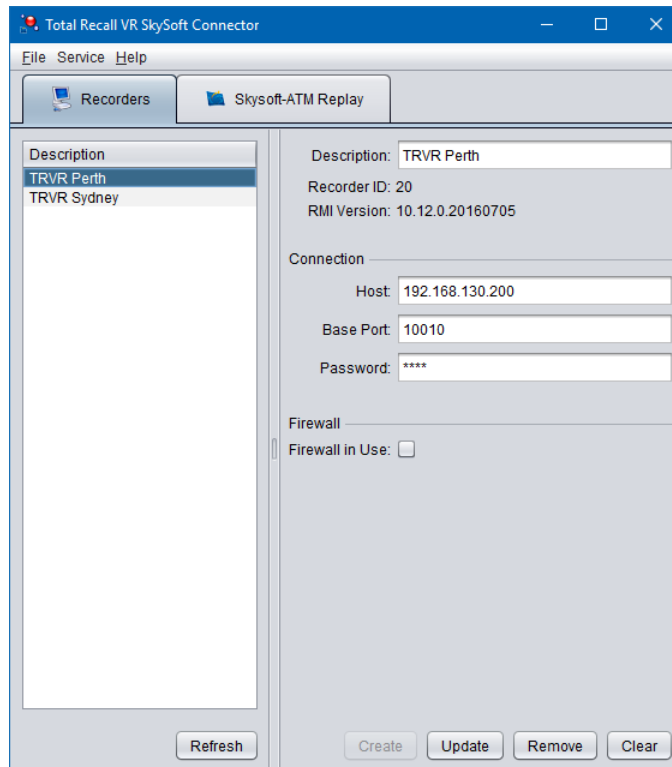 Total Recall VR SkySoft Connector
File Service Help
Recorders
Skysoft-ATM Replay
Description
TRVR Perth
TRVR Sydney
Description: TRVR Perth
Recorder ID: 20
RMI Version: 10.12.0.20160705
Connection
Host: 192.168.130.200
Base Port: 10010
Password: ****
Firewall
Firewall in Use:
Refresh
Create Update Remove Clear